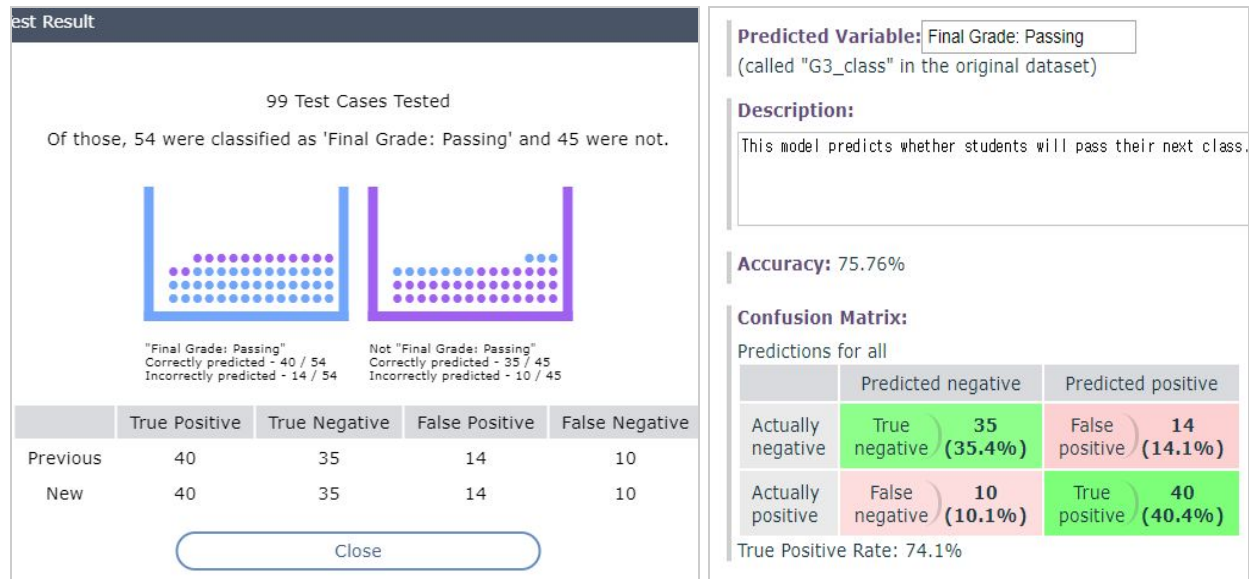 est Result
99 Test Cases Tested
Of those, 54 were classified as 'Final Grade: Passing' and 45 were not.
"Final Grade: Passing"
Correctly predicted - 40 / 54
Incorrectly predicted - 14 / 54
Not "Final Grade: Passing"
Correctly predicted - 35 / 45
Incorrectly predicted - 10 / 45
True Positive True Negative False Positive False Negative
Previous 40 35 14 10
New 40 35 14 10
Close
Predicted Variable: Final Grade: Passing
(called "G3_class" in the original dataset)
Description:
This model predicts whether students will pass their next class.
Accuracy: 75.76%
Confusion Matrix:
Predictions for all
Predicted negative Predicted positive
Actually negative
True negative
35 (35.4%)
False positive
14 (14.1%)
Actually positive
False negative
10 (10.1%)
True positive
40 (40.4%)
True Positive Rate: 74.1%